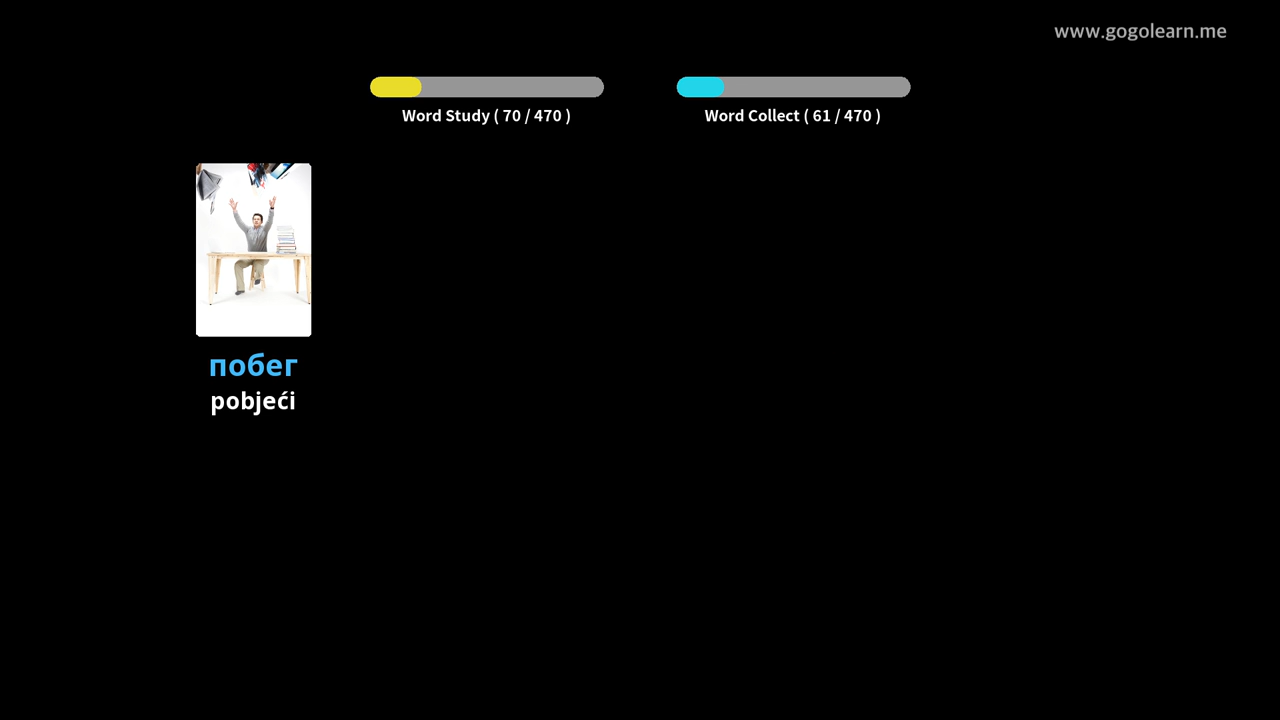 www.gogolearn.me
Word Study ( 70 / 470 )
Word Collect ( 61 / 470 )
побег
pobjeći